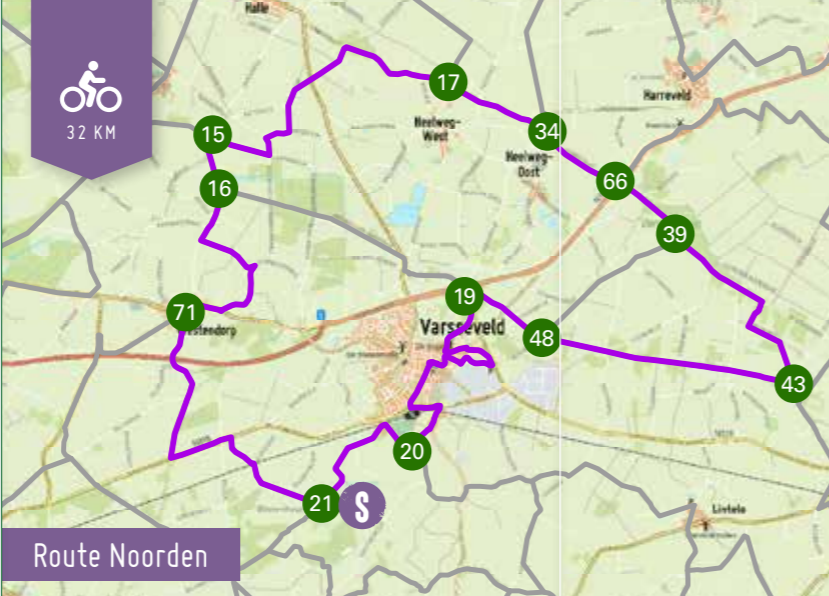 Halle
32 KM
17
Harreveld
15
34
Heelweg-
West
Heelweg-
Oost
16
66
39
19
71
Varsseveld
48
43
20
21
S
Lintelo
Route Noorden